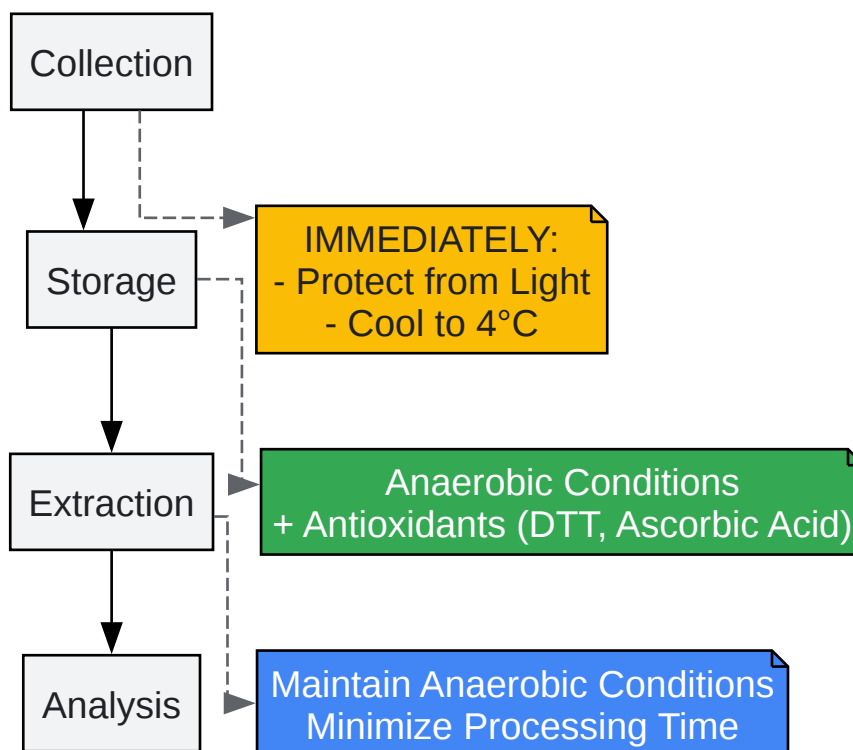 Collection
IMMEDIATELY:
- Protect from Light
- Cool to 4°C
Storage
Anaerobic Conditions
+ Antioxidants (DTT, Ascorbic Acid)
Extraction
Maintain Anaerobic Conditions
Minimize Processing Time
Analysis